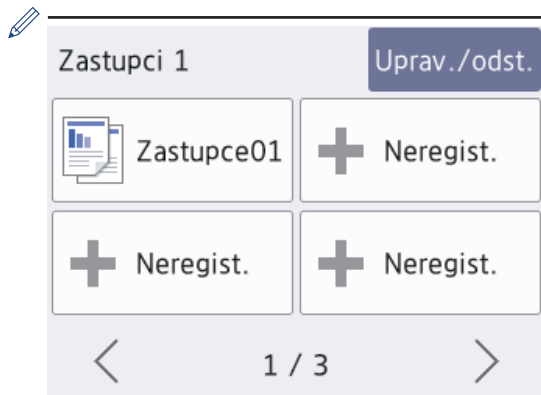 Zastupci 1
Uprav./odst.
Zastupce01
Neregist.
Neregist.
Neregist.
1 / 3